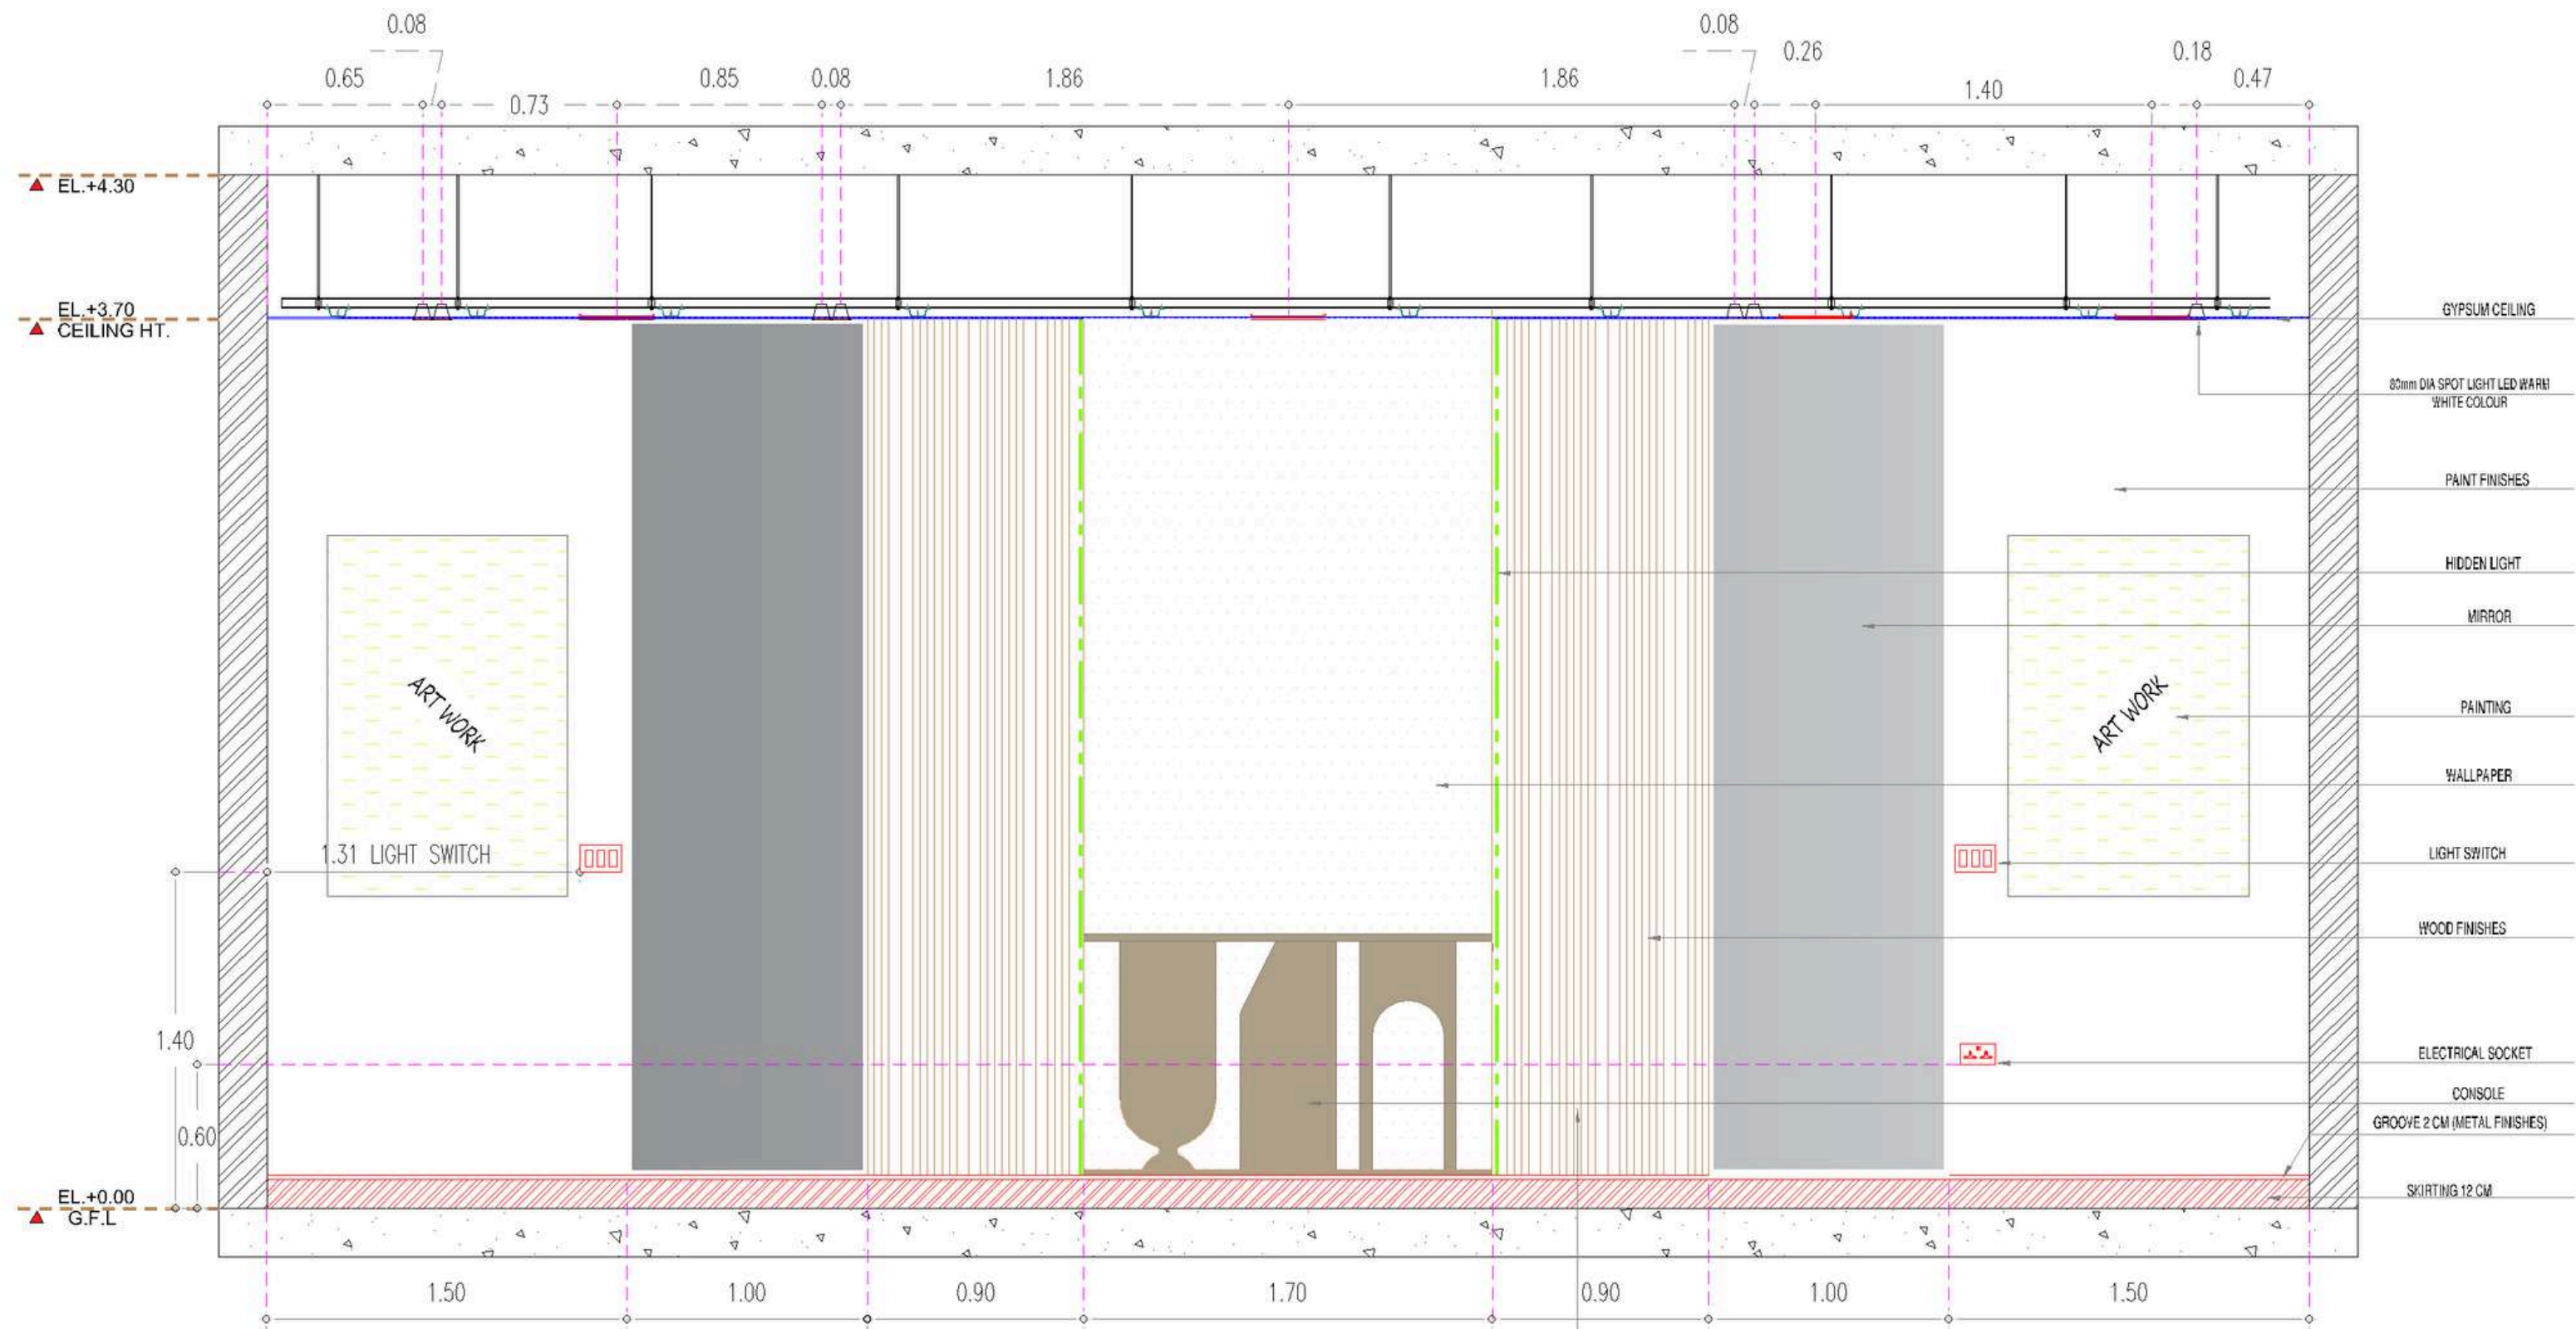 0.08
0.08
0.26
0.18
0.65
0.85
0.08
1.86
1.86
0.47
0.73
1.40
EL.+4.30
EL.+3.70
CEILING HT.
GYPSUM CEILING
80mm DIA SPOT LIGHT LED WARM
WHITE COLOUR
PAINT FINISHES
HIDDEN LIGHT
MIRROR
ART WORK
ART WORK
PAINTING
WALLPAPER
1.31 LIGHT SWITCH
LIGHT SWITCH
WOOD FINISHES
1.40
ELECTRICAL SOCKET
CONSOLE
GROOVE 2 CM (METAL FINISHES)
0.60
SKIRTING 12 CM
EL.+0.00
G.F.L
1.50
1.00
0.90
1.70
0.90
1.00
1.50